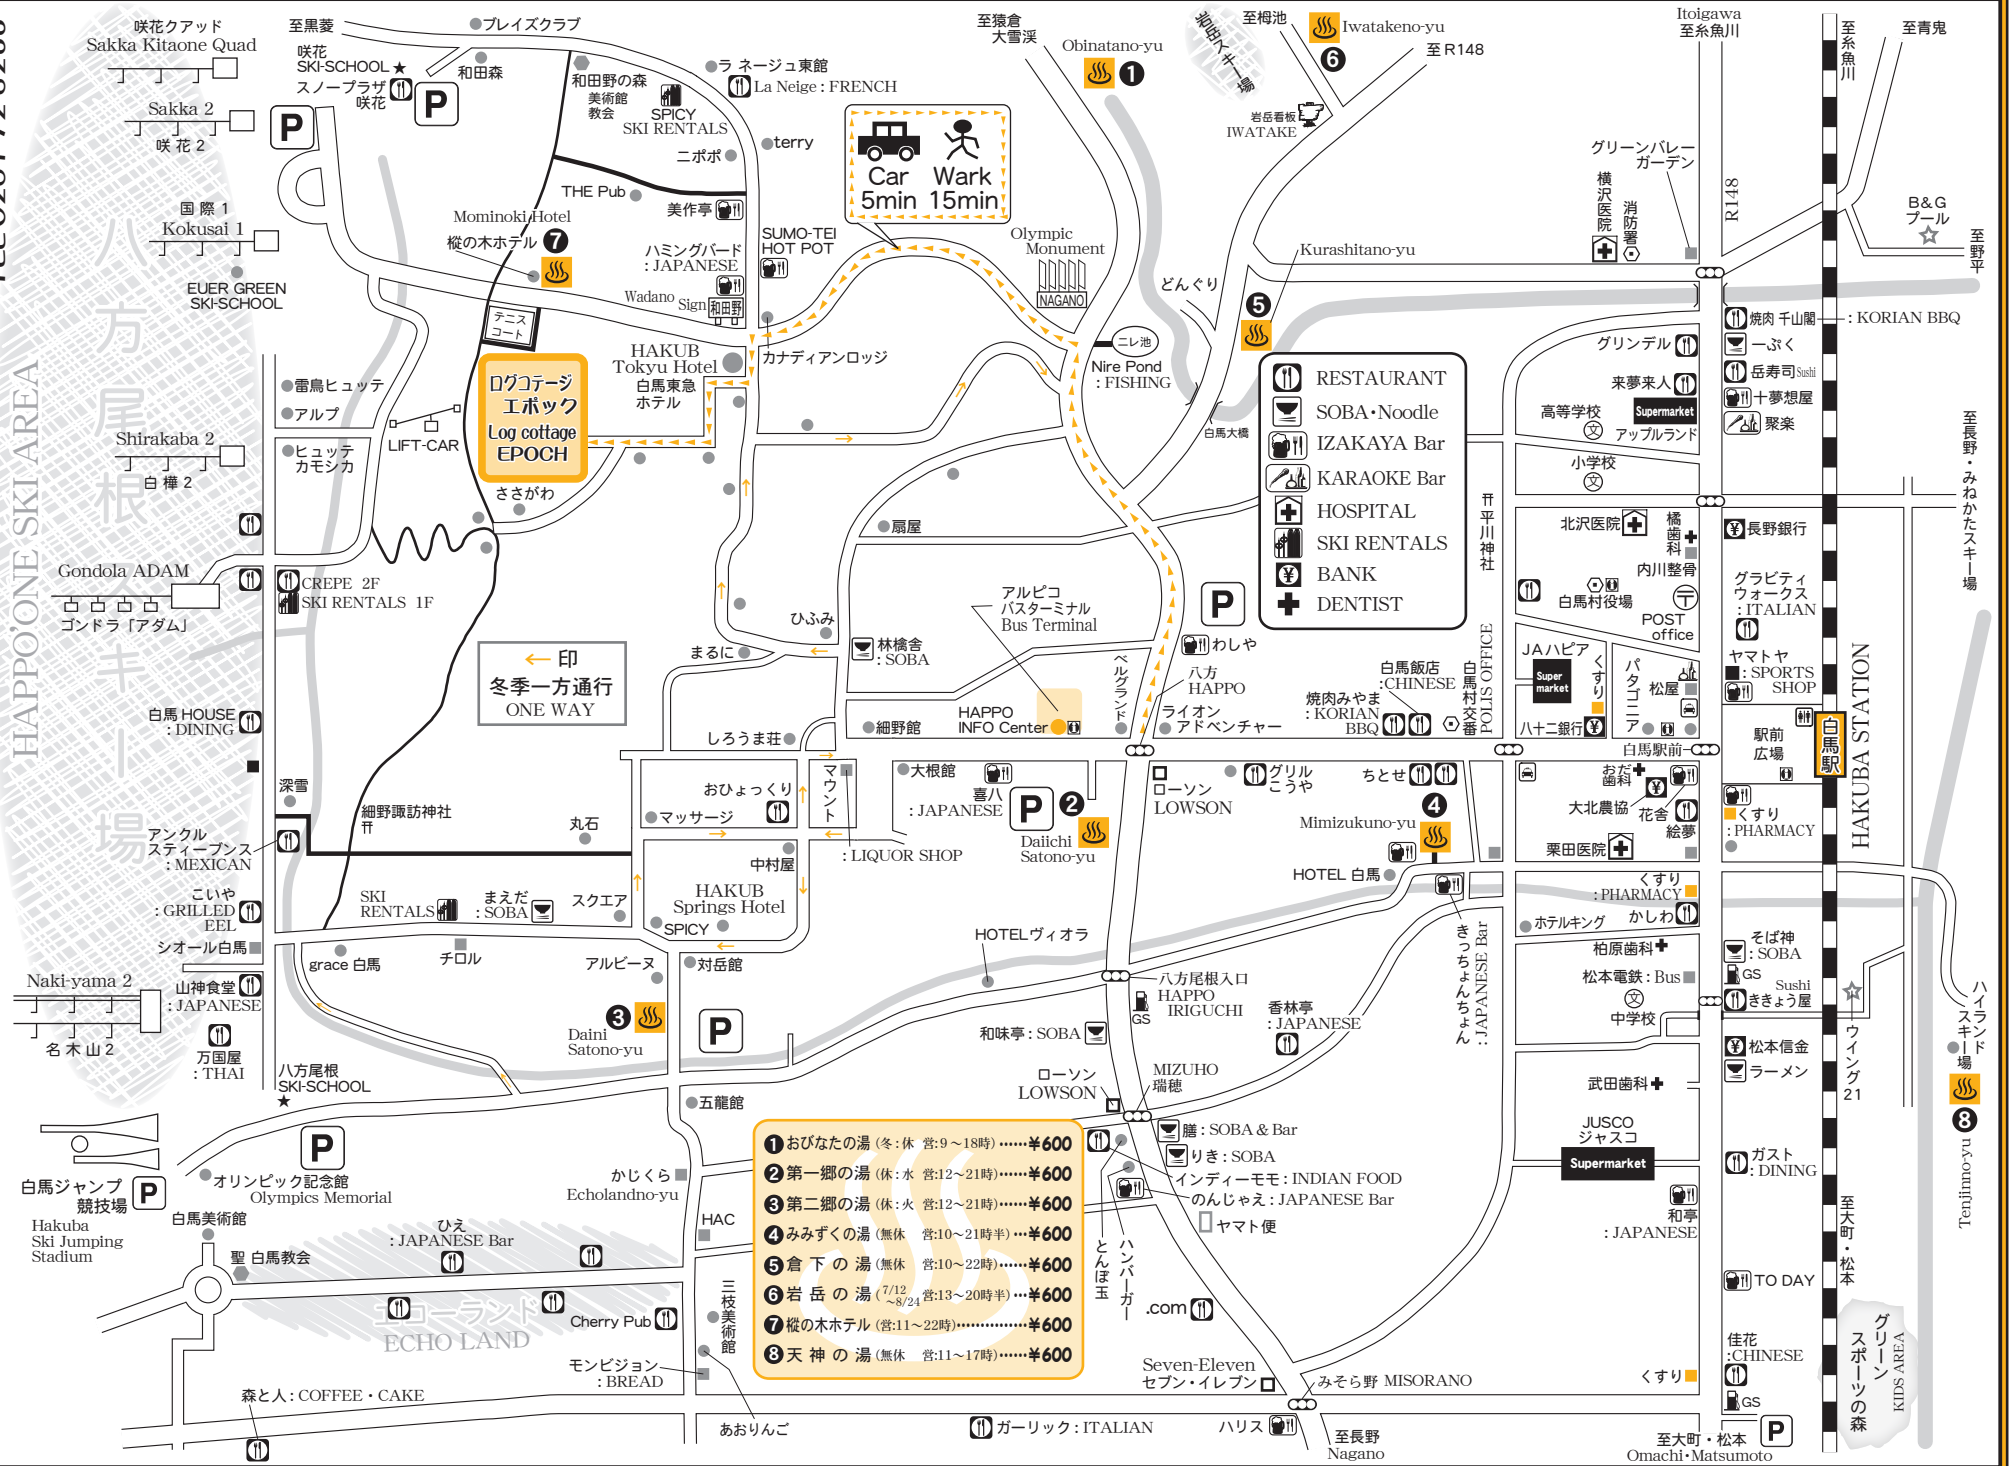 咲花クアッド
Sakka Kitaone Quad
至黒菱
ブレイズクラブ
咲花
SKI-SCHOOL ★
スノープラザ
咲花
和田森
P
P
Sakka 2
咲 花 2
和田野の森
美術館
教会
SPICY
SKI RENTALS
ラ ネージュ東館
La Neige : FRENCH
ニポポ
terry
THE Pub
美作亭
Car
5min
Wark
15min
至猿倉
大雪渓
Obinatano-yu
❶
岩岳スキー場
至栂池
Iwatakeno-yu
❻
至 R148
岩岳看板
IWATAKE
Itoigawa
至糸魚川
至糸魚川
至青鬼
グリーンバレー
ガーデン
横沢医院
消防署
R148
B&G
プール
至野平
国 際 1
Kokusai 1
EUER GREEN
SKI-SCHOOL
Mominoki Hotel
樅の木ホテル ❼
ハミングバード
: JAPANESE
Wadano
Sign
和田野
SUMO-TEI
HOT POT
Olympic
Monument
NAGANO
どんぐり
Kurashitano-yu
❺
テニス
コート
HAKUB
Tokyu Hotel
白馬東急
ホテル
カナディアンロッジ
ニレ池
Nire Pond
: FISHING
白馬大橋
ログコテージ
エポック
Log cottage
EPOCH
LIFT-CAR
ささがわ
雷鳥ヒュッテ
アルプ
ヒュッテ
カモシカ
Shirakaba 2
白 樺 2
HAPPO'ONE SKI AREA
八方尾根スキー場
Gondola ADAM
ゴンドラ「アダム」
CREPE 2F
SKI RENTALS 1F
RESTAURANT
SOBA・Noodle
IZAKAYA Bar
KARAOKE Bar
HOSPITAL
SKI RENTALS
BANK
DENTIST
グリンデル
来夢来人
高等学校
文
Supermarket
アップルランド
小学校
文
焼肉 千山閣
: KORIAN BBQ
一ぷく
岳寿司 Sushi
十夢想屋
聚楽
至長野・みねかたスキー場
平川神社
北沢医院
橘歯科
内川整骨
白馬村役場
POST
office
長野銀行
グラビティ
ウォークス
: ITALIAN
扇屋
アルピコ
バスターミナル
Bus Terminal
P
わしや
八方
HAPPO
ひふみ
まるに
林檎舎
: SOBA
← 印
冬季一方通行
ONE WAY
ベルグランド
ライオン
アドベンチャー
HAPPO
INFO Center
細野館
しろうま荘
白馬飯店
:CHINESE
焼肉みやま
: KORIAN
BBQ
白馬村交番
POLIS OFFICE
JAハピア
Super
market
くすり
八十二銀行
パタゴニア
松屋
ヤマトヤ
: SPORTS
SHOP
白馬駅前
駅前
広場
白馬駅
HAKUBA STATION
白馬 HOUSE
: DINING
深雪
アンクル
スティーブンス
: MEXICAN
細野諏訪神社
丸石
おひょっくり
マッサージ
マウント
大根館
喜八
: JAPANESE
P
❷
Daiichi
Satono-yu
: LIQUOR SHOP
中村屋
HAKUB
Springs Hotel
SPICY
ローソン
LOWSON
グリル
こうや
ちとせ
❹
Mimizukuno-yu
HOTEL 白馬
おだ
歯科
大北農協
花舎
絵夢
栗田医院
くすり
: PHARMACY
くすり
: PHARMACY
かしわ
ホテルキング
柏原歯科
松本電鉄 : Bus
文
中学校
そば神
: SOBA
GS
Sushi
ききょう屋
松本信金
ラーメン
武田歯科
ウイング21
ハイランドスキー場
❽
Tenjinno-yu
こいや
: GRILLED
EEL
シオール白馬
山神食堂
: JAPANESE
万国屋
: THAI
Naki-yama 2
名 木 山 2
SKI
RENTALS
まえだ
: SOBA
スクエア
grace 白馬
チロル
アルビーヌ
対岳館
❸
Daini
Satono-yu
P
HOTELヴィオラ
八方尾根入口
HAPPO
IRIGUCHI
GS
香林亭
: JAPANESE
和味亭 : SOBA
きっちょんちょん
: JAPANESE Bar
ローソン
LOWSON
MIZUHO
瑞穂
膳 : SOBA & Bar
りき : SOBA
インディーモモ : INDIAN FOOD
のんじゃえ : JAPANESE Bar
ヤマト便
とんぼ玉
ハンバーガー
.com
八方尾根
SKI-SCHOOL
★
P
五龍館
かじくら
Echolandno-yu
オリンピック記念館
Olympics Memorial
白馬ジャンプ
競技場
P
Hakuba
Ski Jumping
Stadium
白馬美術館
聖 白馬教会
ひえ
: JAPANESE Bar
HAC
エコーランド
ECHO LAND
Cherry Pub
三枝美術館
モンビジョン
: BREAD
森と人 : COFFEE・CAKE
あおりんご
❶おびなたの湯 (冬:休 営:9〜18時)……¥600
❷第一郷の湯 (休:水 営:12〜21時)……¥600
❸第二郷の湯 (休:火 営:12〜21時)……¥600
❹みみずくの湯 (無休 営:10〜21時半)…¥600
❺倉 下 の 湯 (無休 営:10〜22時)……¥600
❻岩 岳 の 湯 (7/12〜8/24 営:13〜20時半)…¥600
❼樅の木ホテル (営:11〜22時)……………¥600
❽天 神 の 湯 (無休 営:11〜17時)……¥600
JUSCO
ジャスコ
Supermarket
ガスト
: DINING
和亭
: JAPANESE
TO DAY
至大町・松本
佳花
:CHINESE
GS
グリーン
スポーツの森
KIDS AREA
くすり
Seven-Eleven
セブン・イレブン
みそら野 MISORANO
ガーリック : ITALIAN
ハリス
至長野
Nagano
至大町・松本
Omachi・Matsumoto
P